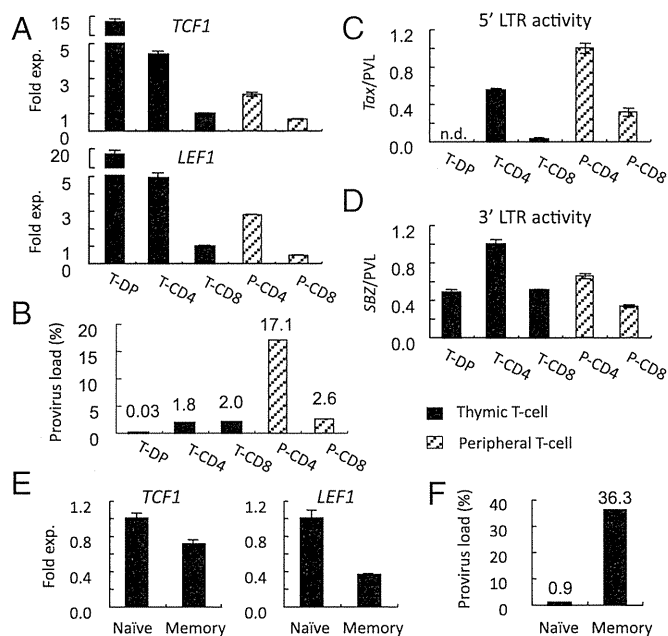 A
TCF1
Fold exp.
15
5
3
1
0
LEF1
Fold exp.
20
5
3
1
0
T-DP
T-CD4
T-CD8
P-CD4
P-CD8
B
Provirus load (%)
20
15
10
5
0
0.03
1.8
2.0
17.1
2.6
T-DP
T-CD4
T-CD8
P-CD4
P-CD8
C
5' LTR activity
Tax/PVL
1.2
0.8
0.4
0.0
n.d.
T-DP
T-CD4
T-CD8
P-CD4
P-CD8
D
3' LTR activity
SBZ/PVL
1.2
0.8
0.4
0.0
T-DP
T-CD4
T-CD8
P-CD4
P-CD8
Thymic T-cell
Peripheral T-cell
E
TCF1
Fold exp.
1.2
0.8
0.4
0.0
Naïve
Memory
LEF1
1.2
0.8
0.4
0.0
Naïve
Memory
F
Provirus load (%)
40
30
20
10
0
0.9
36.3
Naïve
Memory